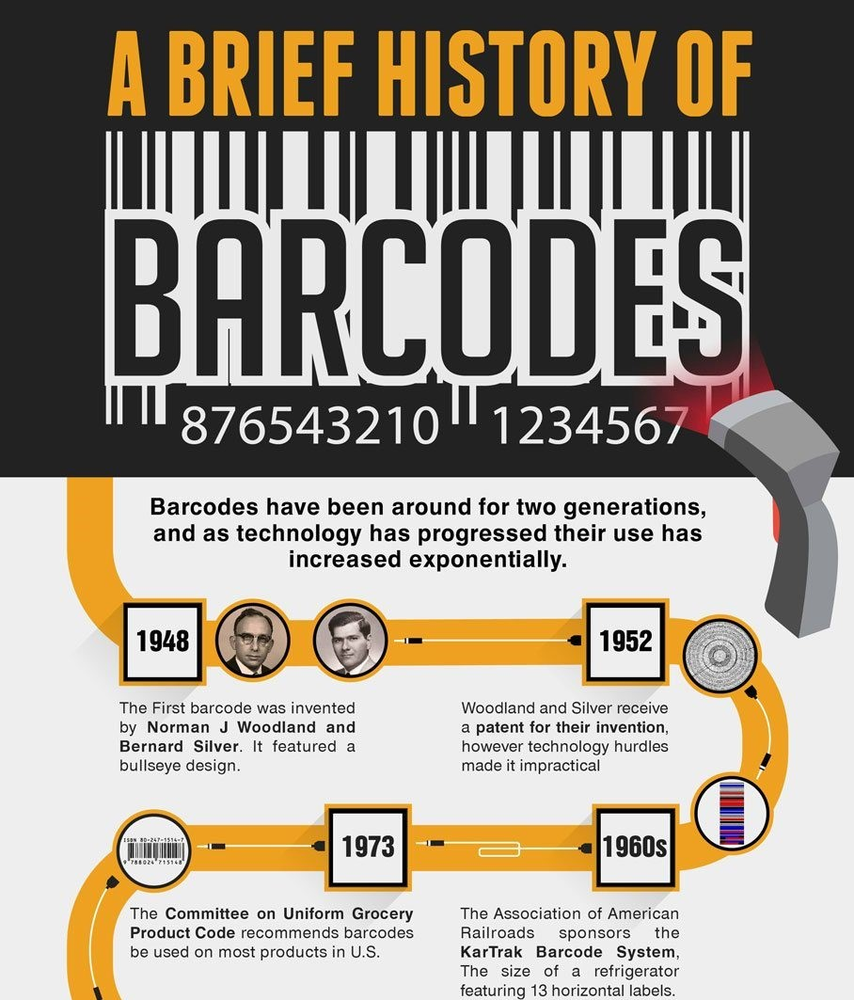 A BRIEF HISTORY OF
BARCODES
876543210 1234567
Barcodes have been around for two generations,
and as technology has progressed their use has
increased exponentially.
1948
The First barcode was invented
by Norman J Woodland and
Bernard Silver. It featured a
bullseye design.
1952
Woodland and Silver receive
a patent for their invention,
however technology hurdles
made it impractical
1960s
The Association of American
Railroads sponsors the
KarTrak Barcode System,
The size of a refrigerator
featuring 13 horizontal labels.
1973
The Committee on Uniform Grocery
Product Code recommends barcodes
be used on most products in U.S.
ISBN 80-247-1514-7
9 788024 715148